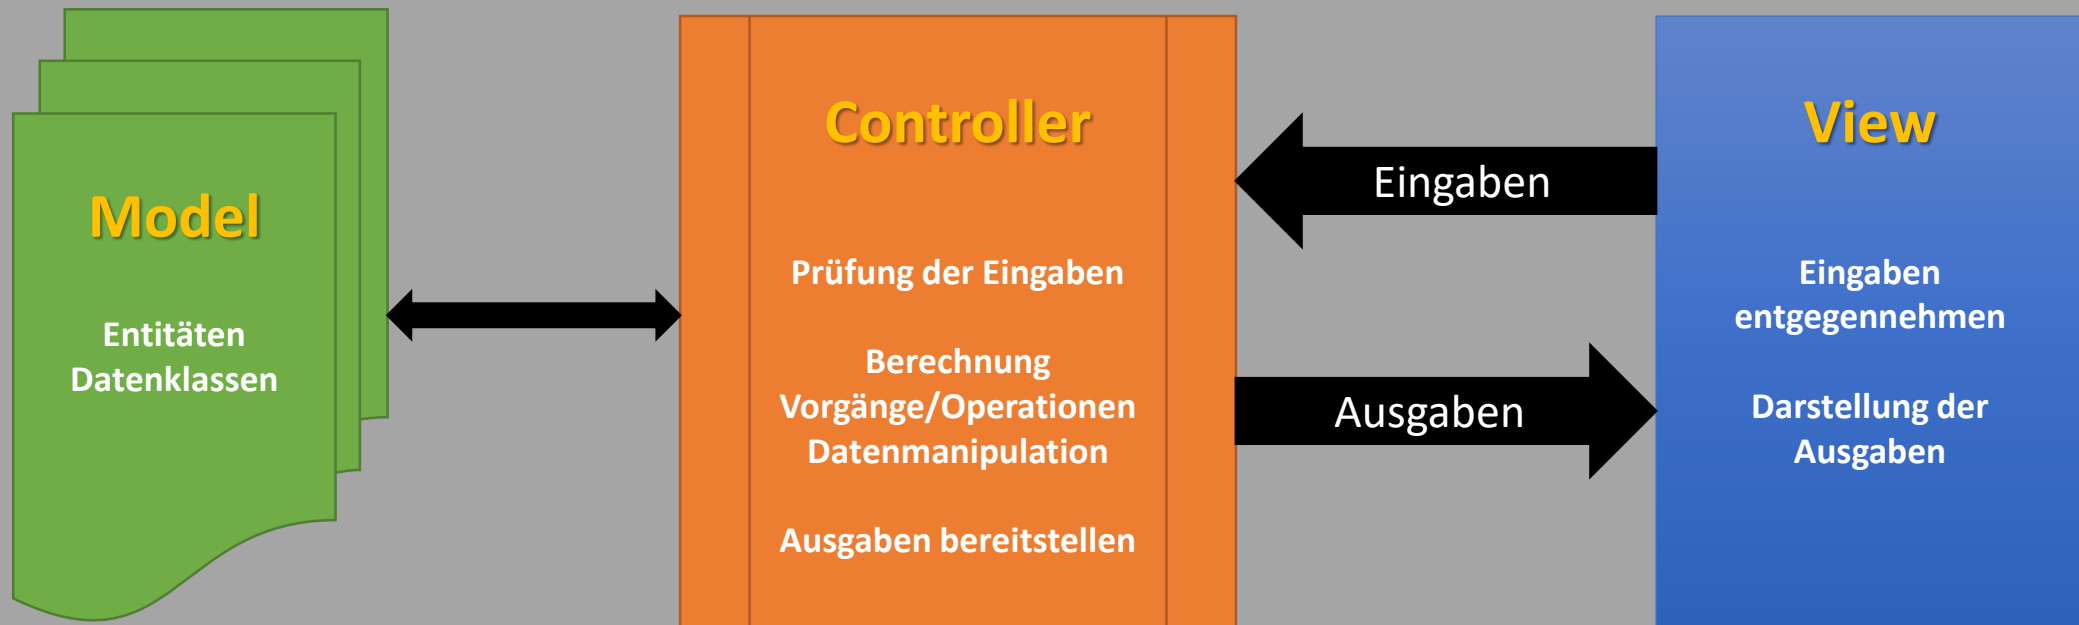 Model
Entitäten
Datenklassen
Controller
Prüfung der Eingaben
Berechnung
Vorgänge/Operationen
Datenmanipulation
Ausgaben bereitstellen
Eingaben
Ausgaben
View
Eingaben
entgegennehmen
Darstellung der
Ausgaben